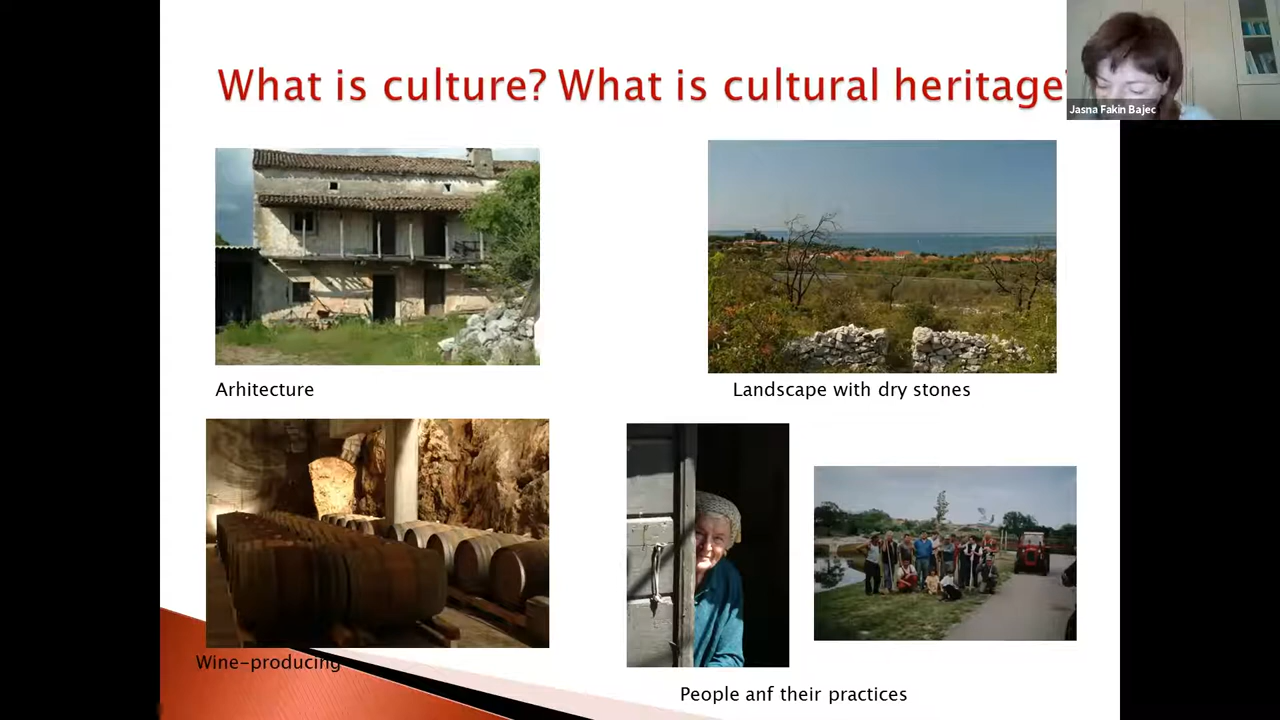 What is culture? What is cultural heritage?
Jasna Fakin Bajec
Arhitecture
Landscape with dry stones
Wine-producing
People anf their practices